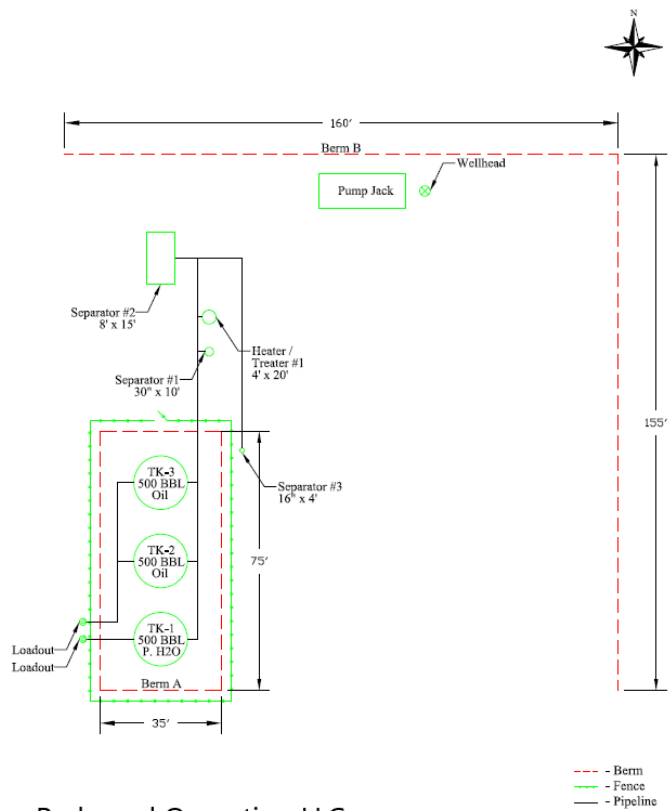 N
160'
Berm B
Wellhead
Pump Jack
Separator #2
8' x 15'
Heater /
Treater #1
4' x 20'
Separator #1
30" x 10'
155'
TK-3
500 BBL
Oil
Separator #3
16" x 4'
TK-2
500 BBL
Oil
75'
TK-1
500 BBL
P. H2O
Loadout
Loadout
Berm A
35'
- Berm
- Fence
- Pipeline